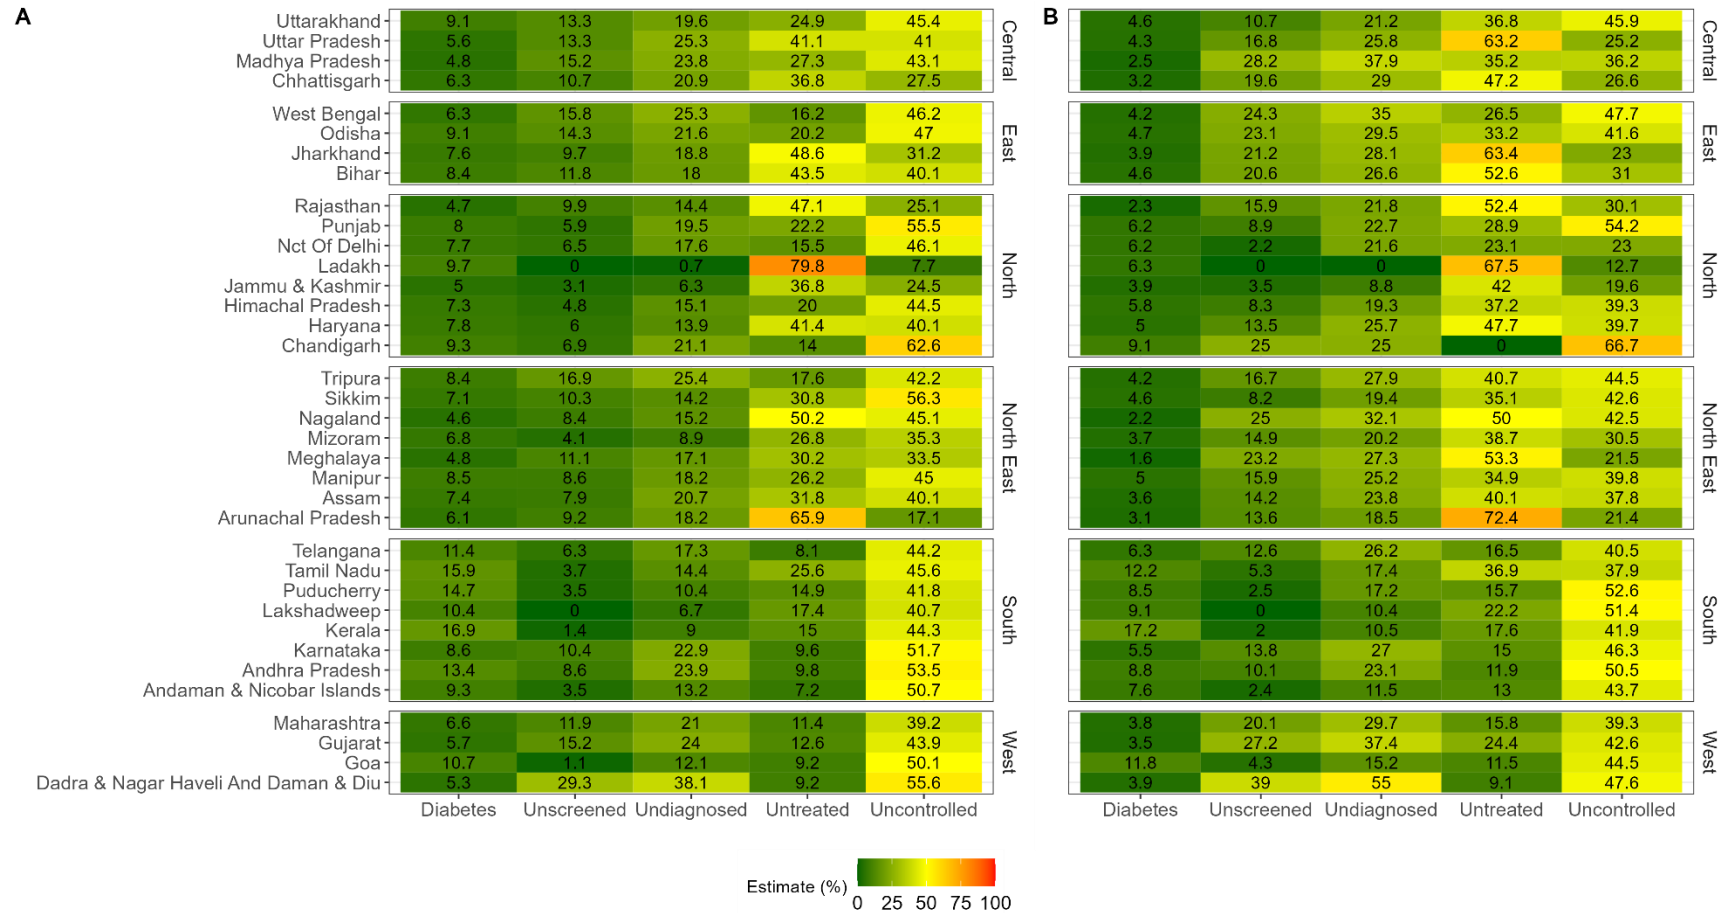 A B
Uttarakhand 9.1 13.3 19.6 24.9 45.4 4.6 10.7 21.2 36.8 45.9
Uttar Pradesh 5.6 13.3 25.3 41.1 41 4.3 16.8 25.8 63.2 25.2
Madhya Pradesh 4.8 15.2 23.8 27.3 43.1 2.5 28.2 37.9 35.2 36.2
Chhattisgarh 6.3 10.7 20.9 36.8 27.5 3.2 19.6 29 47.2 26.6
Central Central
West Bengal 6.3 15.8 25.3 16.2 46.2 4.2 24.3 35 26.5 47.7
Odisha 9.1 14.3 21.6 20.2 47 4.7 23.1 29.5 33.2 41.6
Jharkhand 7.6 9.7 18.8 48.6 31.2 3.9 21.2 28.1 63.4 23
Bihar 8.4 11.8 18 43.5 40.1 4.6 20.6 26.6 52.6 31
East East
Rajasthan 4.7 9.9 14.4 47.1 25.1 2.3 15.9 21.8 52.4 30.1
Punjab 8 5.9 19.5 22.2 55.5 6.2 8.9 22.7 28.9 54.2
Nct Of Delhi 7.7 6.5 17.6 15.5 46.1 6.2 2.2 21.6 23.1 23
Ladakh 9.7 0 0.7 79.8 7.7 6.3 0 0 67.5 12.7
Jammu & Kashmir 5 3.1 6.3 36.8 24.5 3.9 3.5 8.8 42 19.6
Himachal Pradesh 7.3 4.8 15.1 20 44.5 5.8 8.3 19.3 37.2 39.3
Haryana 7.8 6 13.9 41.4 40.1 5 13.5 25.7 47.7 39.7
Chandigarh 9.3 6.9 21.1 14 62.6 9.1 25 25 0 66.7
North North
Tripura 8.4 16.9 25.4 17.6 42.2 4.2 16.7 27.9 40.7 44.5
Sikkim 7.1 10.3 14.2 30.8 56.3 4.6 8.2 19.4 35.1 42.6
Nagaland 4.6 8.4 15.2 50.2 45.1 2.2 25 32.1 50 42.5
Mizoram 6.8 4.1 8.9 26.8 35.3 3.7 14.9 20.2 38.7 30.5
Meghalaya 4.8 11.1 17.1 30.2 33.5 1.6 23.2 27.3 53.3 21.5
Manipur 8.5 8.6 18.2 26.2 45 5 15.9 25.2 34.9 39.8
Assam 7.4 7.9 20.7 31.8 40.1 3.6 14.2 23.8 40.1 37.8
Arunachal Pradesh 6.1 9.2 18.2 65.9 17.1 3.1 13.6 18.5 72.4 21.4
North East North East
Telangana 11.4 6.3 17.3 8.1 44.2 6.3 12.6 26.2 16.5 40.5
Tamil Nadu 15.9 3.7 14.4 25.6 45.6 12.2 5.3 17.4 36.9 37.9
Puducherry 14.7 3.5 10.4 14.9 41.8 8.5 2.5 17.2 15.7 52.6
Lakshadweep 10.4 0 6.7 17.4 40.7 9.1 0 10.4 22.2 51.4
Kerala 16.9 1.4 9 15 44.3 17.2 2 10.5 17.6 41.9
Karnataka 8.6 10.4 22.9 9.6 51.7 5.5 13.8 27 15 46.3
Andhra Pradesh 13.4 8.6 23.9 9.8 53.5 8.8 10.1 23.1 11.9 50.5
Andaman & Nicobar Islands 9.3 3.5 13.2 7.2 50.7 7.6 2.4 11.5 13 43.7
South South
Maharashtra 6.6 11.9 21 11.4 39.2 3.8 20.1 29.7 15.8 39.3
Gujarat 5.7 15.2 24 12.6 43.9 3.5 27.2 37.4 24.4 42.6
Goa 10.7 1.1 12.1 9.2 50.1 11.8 4.3 15.2 11.5 44.5
Dadra & Nagar Haveli And Daman & Diu 5.3 29.3 38.1 9.2 55.6 3.9 39 55 9.1 47.6
West West
Diabetes Unscreened Undiagnosed Untreated Uncontrolled Diabetes Unscreened Undiagnosed Untreated Uncontrolled
Estimate (%)
0 25 50 75 100